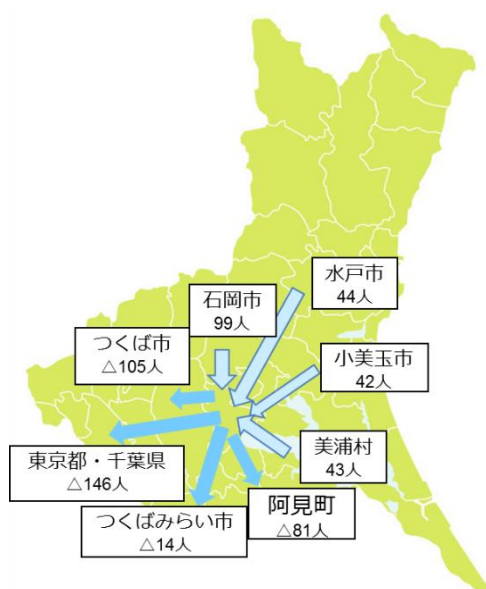 水戸市
44人
石岡市
99人
つくば市
△105人
小美玉市
42人
東京都・千葉県
△146人
美浦村
43人
つくばみらい市
△14人
阿見町
△81人